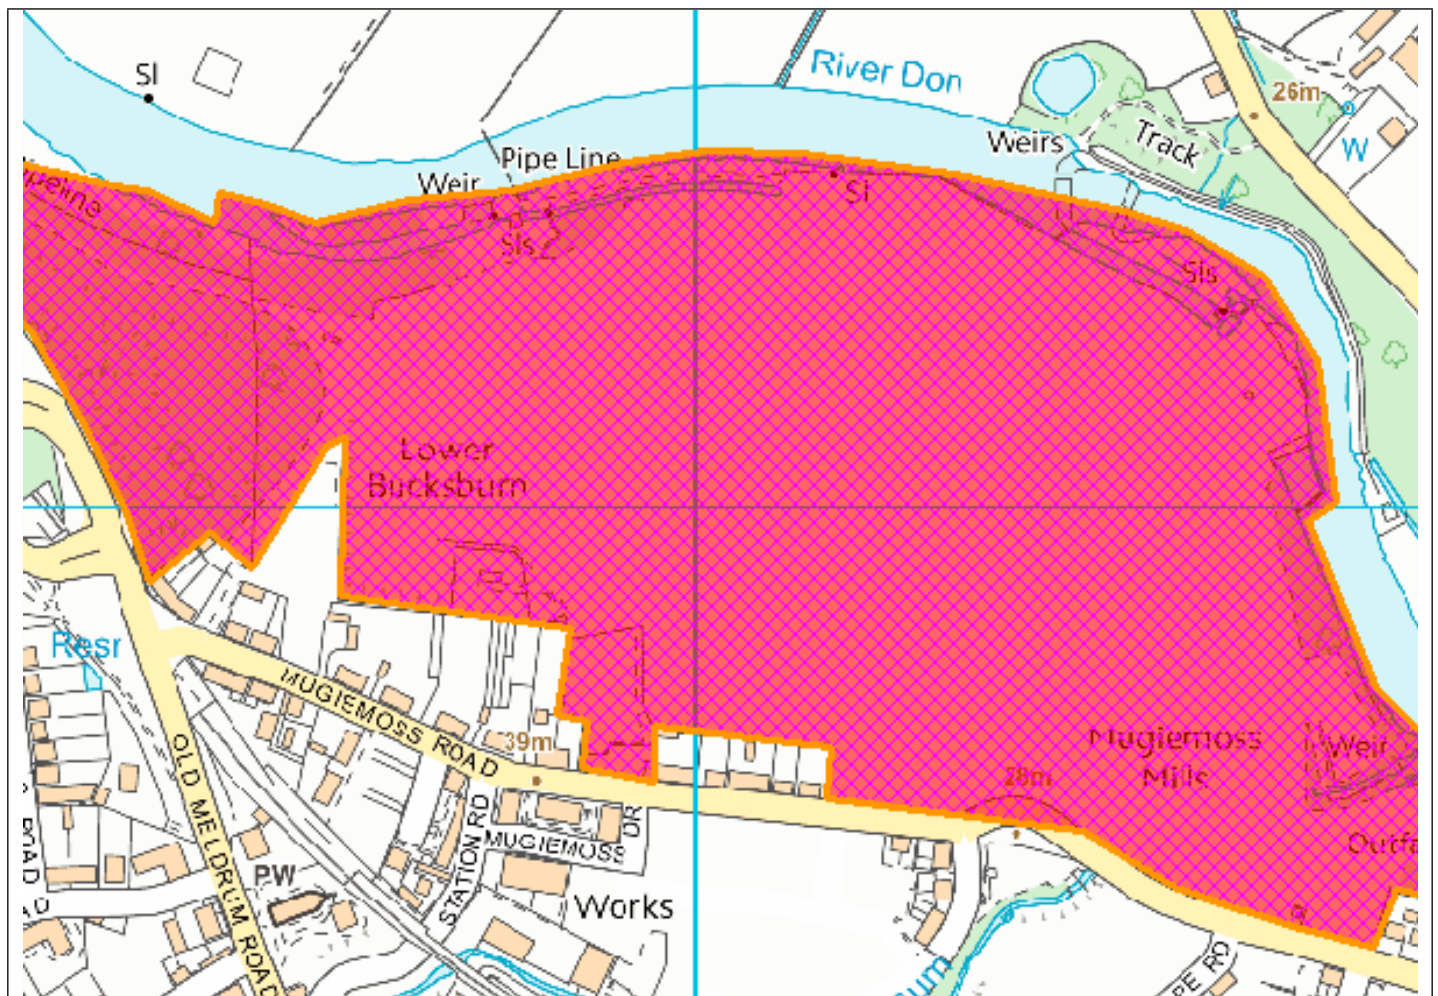 River Don
Sl
26m
Weirs
Track
W
Pipe Line
Weir
Sl
Sls
Sls
Lower
Bucksburn
Resr
MUGIEMOSS ROAD
39m
Mugiemoss
Mills
Weir
28m
OLD MELDRUM ROAD
STATION RD
MUGIEMOSS
DR
PW
Works
ROAD